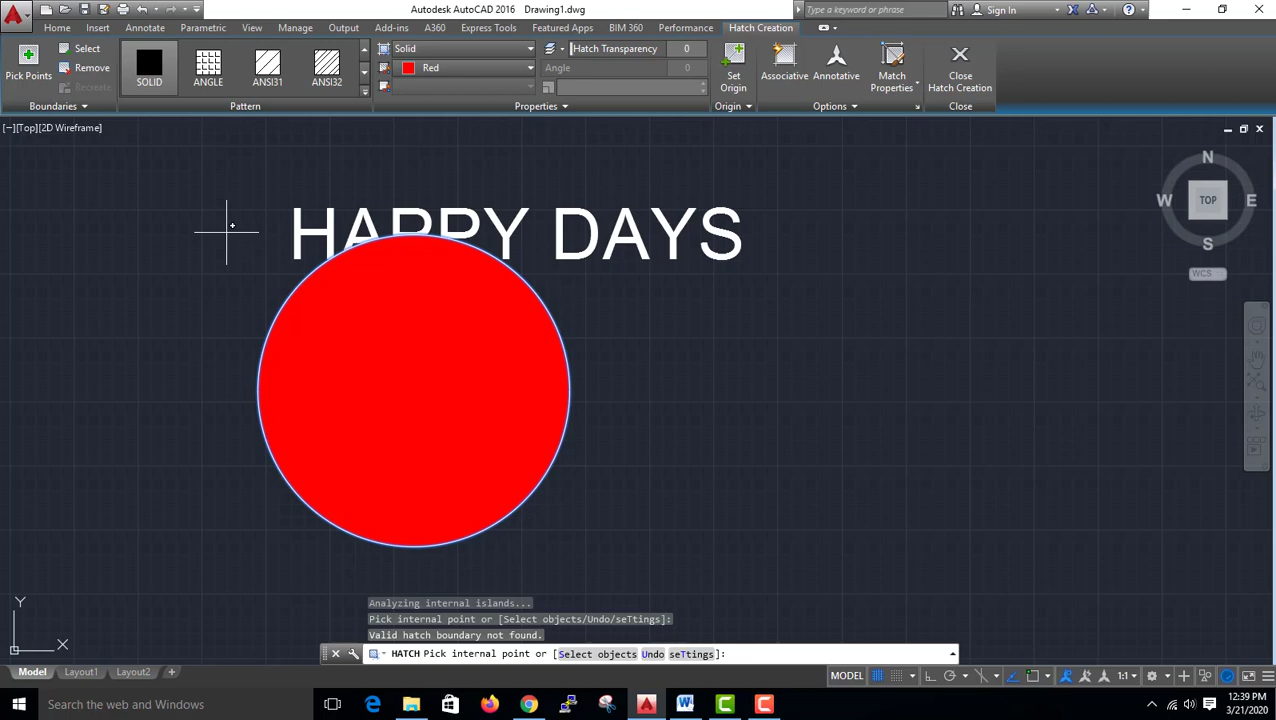 Autodesk AutoCAD 2016 Drawing1.dwg
Type a keyword or phrase
Sign In
Home Insert Annotate Parametric View Manage Output Add-ins A360 Express Tools Featured Apps BIM 360 Performance Hatch Creation
Pick Points
Select
Remove
Recreate
Boundaries
SOLID
ANGLE
ANSI31
ANSI32
Pattern
Solid
Red
Hatch Transparency 0
Angle 0
Properties
Set
Origin
Origin
Associative
Annotative
Match
Properties
Options
Close
Hatch Creation
Close
[−][Top][2D Wireframe]
N
W TOP E
S
WCS
HAPPY DAYS
Y
X
Analyzing internal islands...
Pick internal point or [Select objects/Undo/seTtings]:
Valid hatch boundary not found.
HATCH Pick internal point or [Select objects Undo seTtings]:
Model Layout1 Layout2 +
MODEL
1:1
Search the web and Windows
12:39 PM
3/21/2020